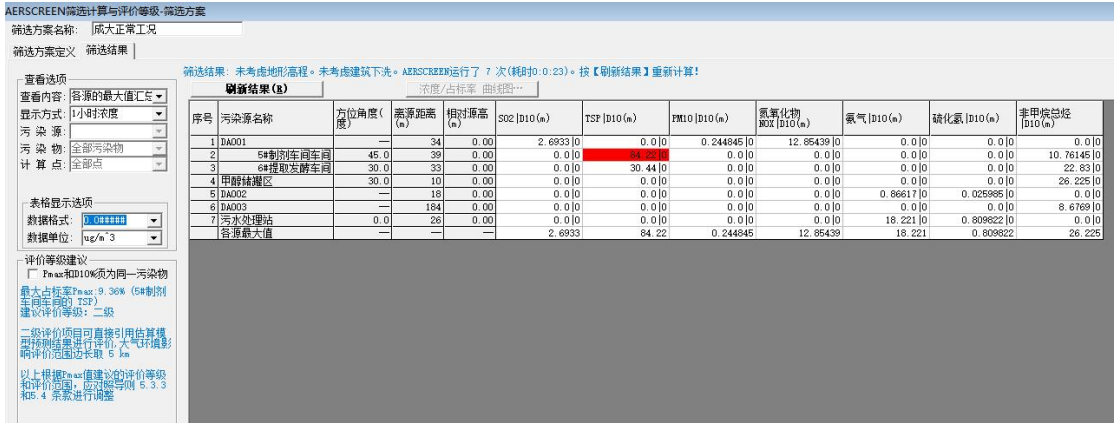 AERSCREEN筛选计算与评价等级-筛选方案
筛选方案名称: 成大正常工况
筛选方案定义 筛选结果
筛选结果: 未考虑地形高程。未考虑建筑下洗。AERSCREEN运行了 7 次(耗时0:0:23)。按【刷新结果】重新计算!
刷新结果(R) 浓度/占标率 曲线图…
查看选项
查看内容: 各源的最大值汇总
显示方式: 1小时浓度
污 染 源:
污 染 物: 全部污染物
计 算 点: 全部点
表格显示选项
数据格式: 0.0#####
数据单位: ug/m^3
评价等级建议
Pmax和D10%须为同一污染物
最大占标率Pmax:9.36% (5#制剂
车间车间的 TSP)
建议评价等级: 二级
二级评价项目可直接引用估算模
型预测结果进行评价,大气环境影
响评价范围边长取 5 km
以上根据Pmax值建议的评价等级
和评价范围, 应对照导则 5.3.3
和5.4 条款进行调整
序号 污染源名称 方位角度(度) 离源距离(m) 相对源高(m) SO2|D10(m) TSP|D10(m) PM10|D10(m) 氮氧化物NOX|D10(m) 氨气|D10(m) 硫化氢|D10(m) 非甲烷总烃|D10(m)
1 DA001 — 34 0.00 2.6933|0 0.0|0 0.244845|0 12.85439|0 0.0|0 0.0|0 0.0|0
2 5#制剂车间车间 45.0 39 0.00 0.0|0 84.22|0 0.0|0 0.0|0 0.0|0 0.0|0 10.76145|0
3 6#提取发酵车间 30.0 33 0.00 0.0|0 30.44|0 0.0|0 0.0|0 0.0|0 0.0|0 22.83|0
4 甲醇储罐区 30.0 10 0.00 0.0|0 0.0|0 0.0|0 0.0|0 0.0|0 0.0|0 26.225|0
5 DA002 — 18 0.00 0.0|0 0.0|0 0.0|0 0.0|0 0.86617|0 0.025985|0 0.0|0
6 DA003 — 184 0.00 0.0|0 0.0|0 0.0|0 0.0|0 0.0|0 0.0|0 8.6769|0
7 污水处理站 0.0 26 0.00 0.0|0 0.0|0 0.0|0 0.0|0 18.221|0 0.809822|0 0.0|0
各源最大值 — — — 2.6933 84.22 0.244845 12.85439 18.221 0.809822 26.225